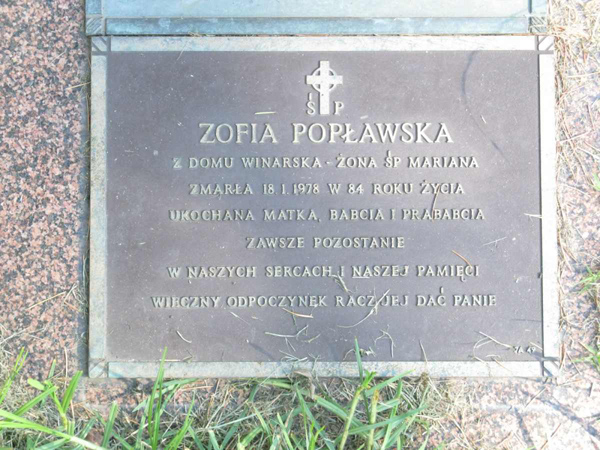 Ś P
ZOFIA POPŁAWSKA
Z DOMU WINARSKA - ŻONA ŚP MARIANA
ZMARŁA 18 I. 1978 W 84 ROKU ŻYCIA
UKOCHANA MATKA, BABCIA I PRABABCIA
ZAWSZE POZOSTANIE
W NASZYCH SERCACH I NASZEJ PAMIĘCI
WIECZNY ODPOCZYNEK RACZ JEJ DAĆ PANIE